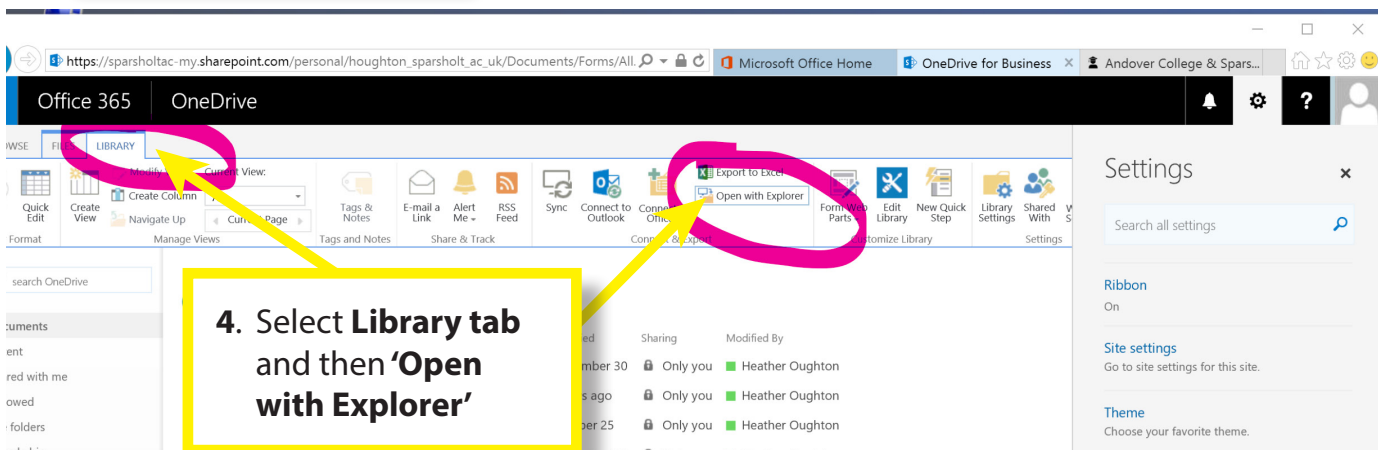 https://sparsholtac-my.sharepoint.com/personal/houghton_sparsholt_ac_uk/Documents/Forms/All. Microsoft Office Home OneDrive for Business Andover College & Spars...
Office 365 OneDrive
LIBRARY
Current View:
Export to Excel
Create Column
Open with Explorer
Quick Edit
Create View
Navigate Up
Tags & Notes
E-mail a Link
Alert Me
RSS Feed
Sync
Connect to Outlook
Edit Library
New Quick Step
Library Settings
Shared With
Format
Manage Views
Tags and Notes
Share & Track
Settings
search OneDrive
4. Select Library tab
and then 'Open
with Explorer'
Sharing Modified By
30 Only you Heather Oughton
ago Only you Heather Oughton
25 Only you Heather Oughton
with me
folders
Settings
Search all settings
Ribbon
On
Site settings
Go to site settings for this site.
Theme
Choose your favorite theme.